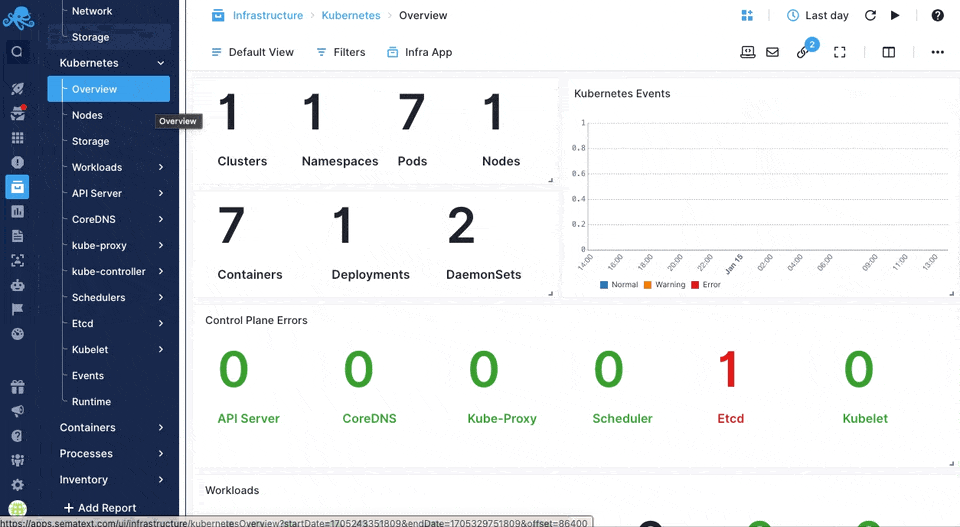 Network
Storage
Kubernetes
Overview
Nodes
Storage
Workloads
API Server
CoreDNS
kube-proxy
kube-controller
Schedulers
Etcd
Kubelet
Events
Runtime
Containers
Processes
Inventory
+ Add Report
Overview
Infrastructure Kubernetes Overview
Last day
Default View Filters Infra App
2
1 1 7 1
Clusters Namespaces Pods Nodes
7 1 2
Containers Deployments DaemonSets
Kubernetes Events
1
0.8
0.6
0.4
0.2
0
14:00 16:00 18:00 20:00 22:00 Jan 15 02:00 04:00 06:00 09:00 11:00 13:00
Normal Warning Error
Control Plane Errors
0 0 0 0 1 0
API Server CoreDNS Kube-Proxy Scheduler Etcd Kubelet
Workloads
https://apps.sematext.com/ui/infrastructure/kubernetesOverview?startDate=1705243351809&endDate=1705329751809&offset=86400